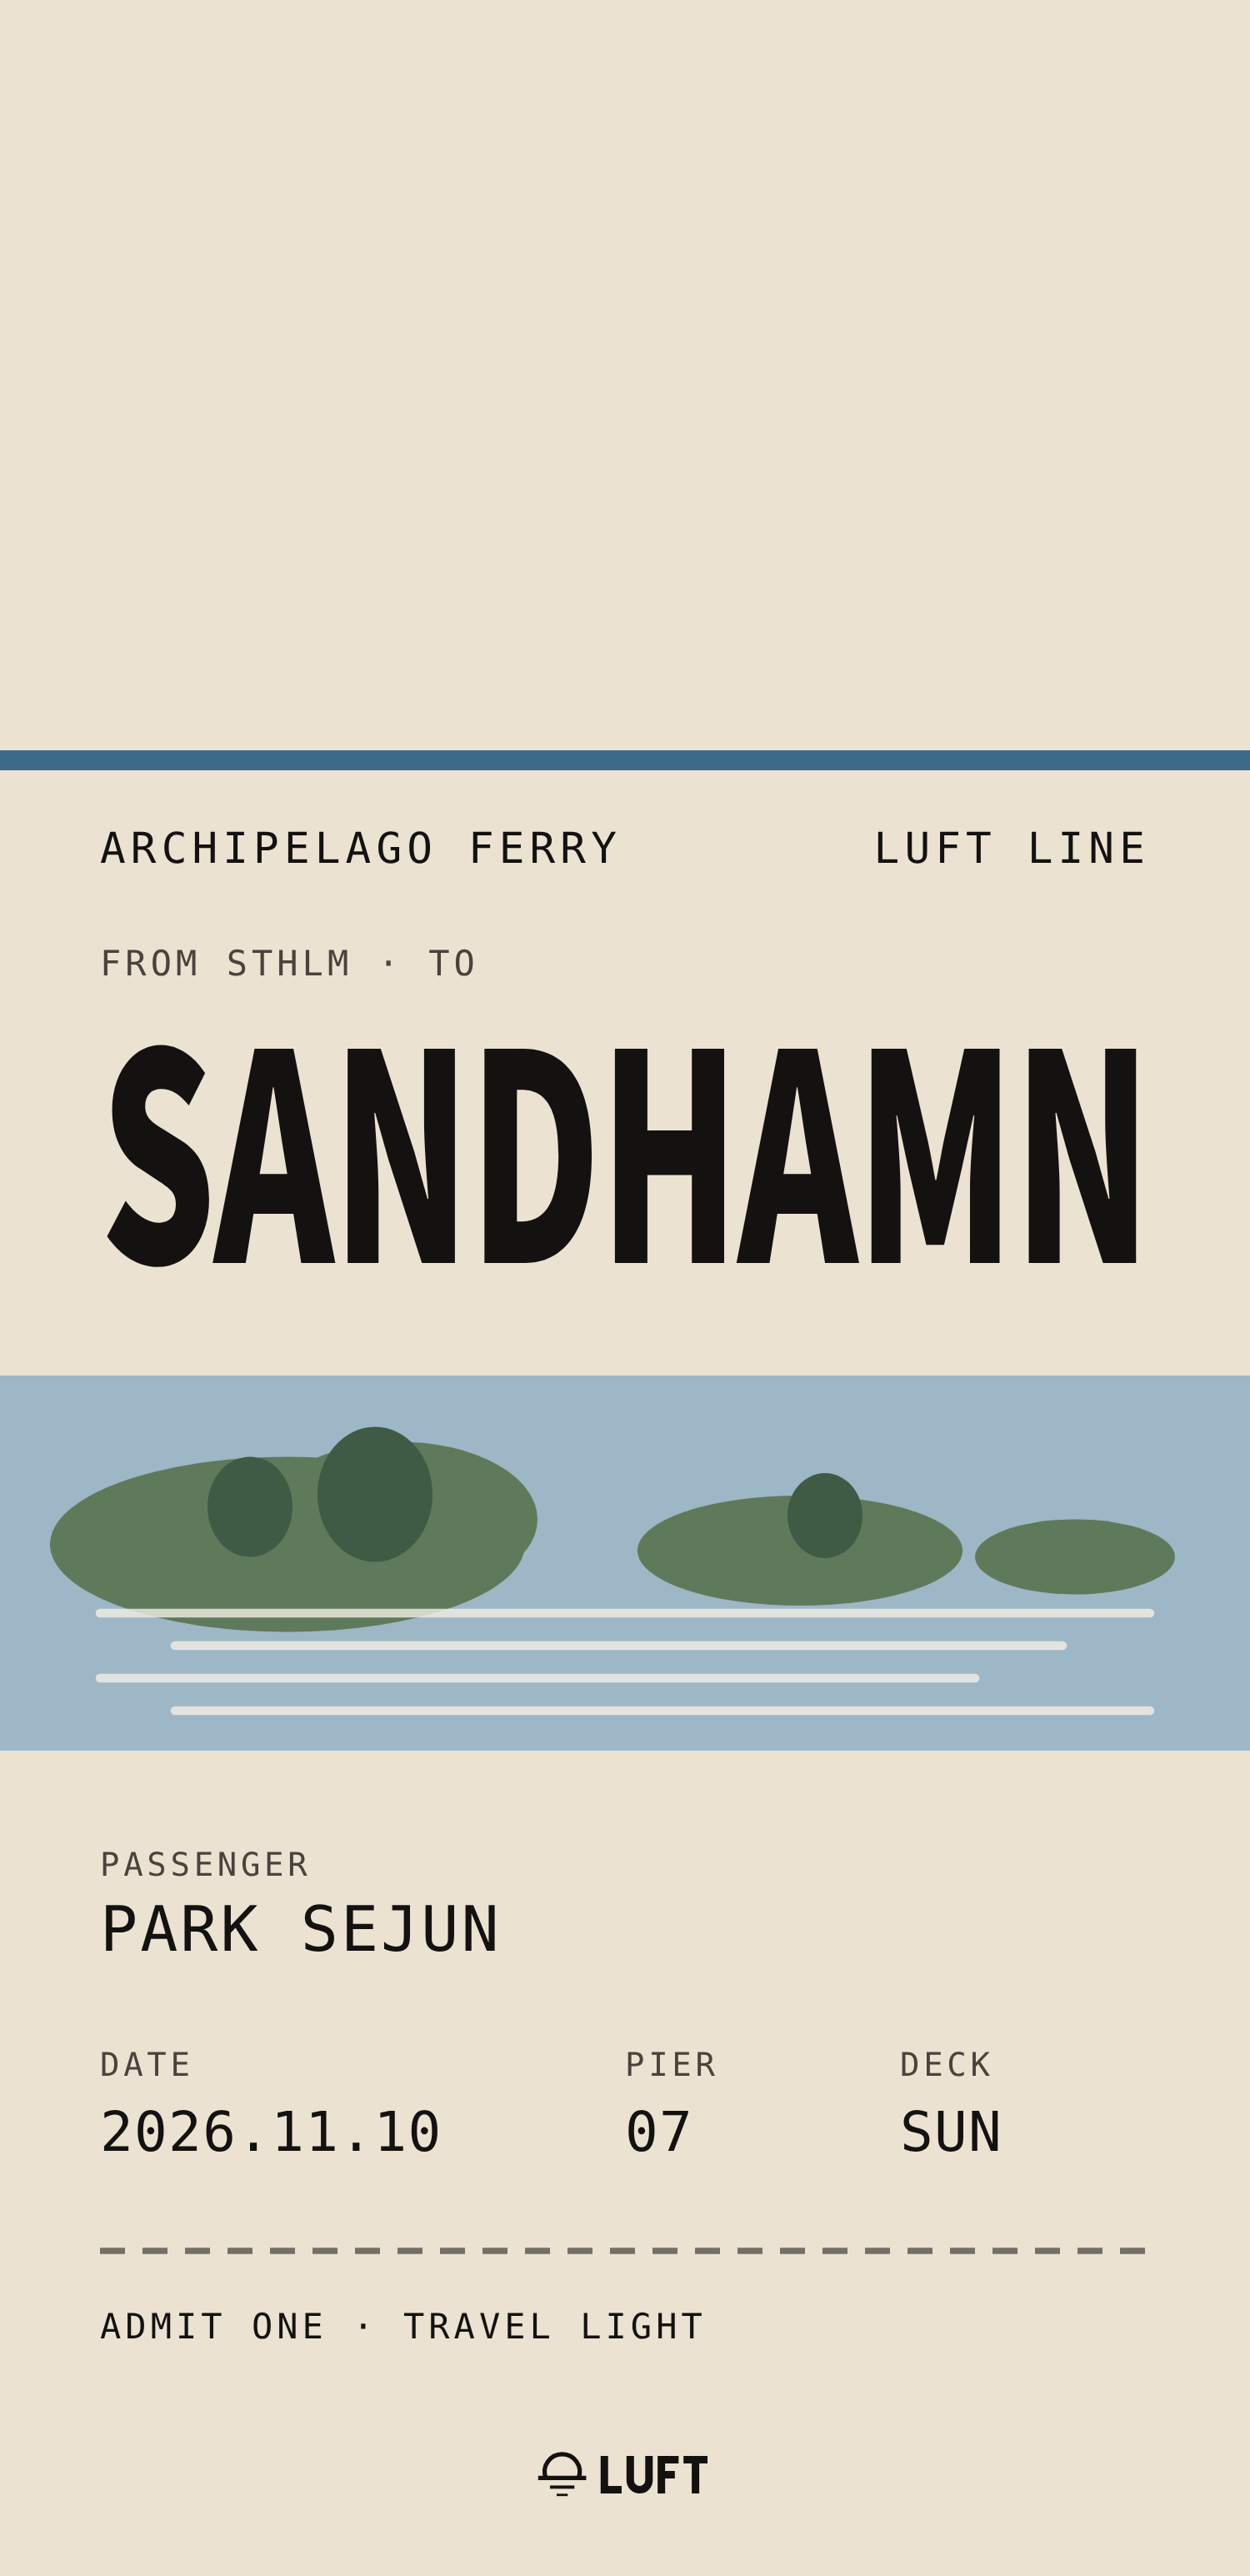 ARCHIPELAGO FERRY LUFT LINE
FROM STHLM · TO
SANDHAMN
PASSENGER
PARK SEJUN
DATE PIER DECK
2026.11.10 07 SUN
ADMIT ONE · TRAVEL LIGHT
LUFT